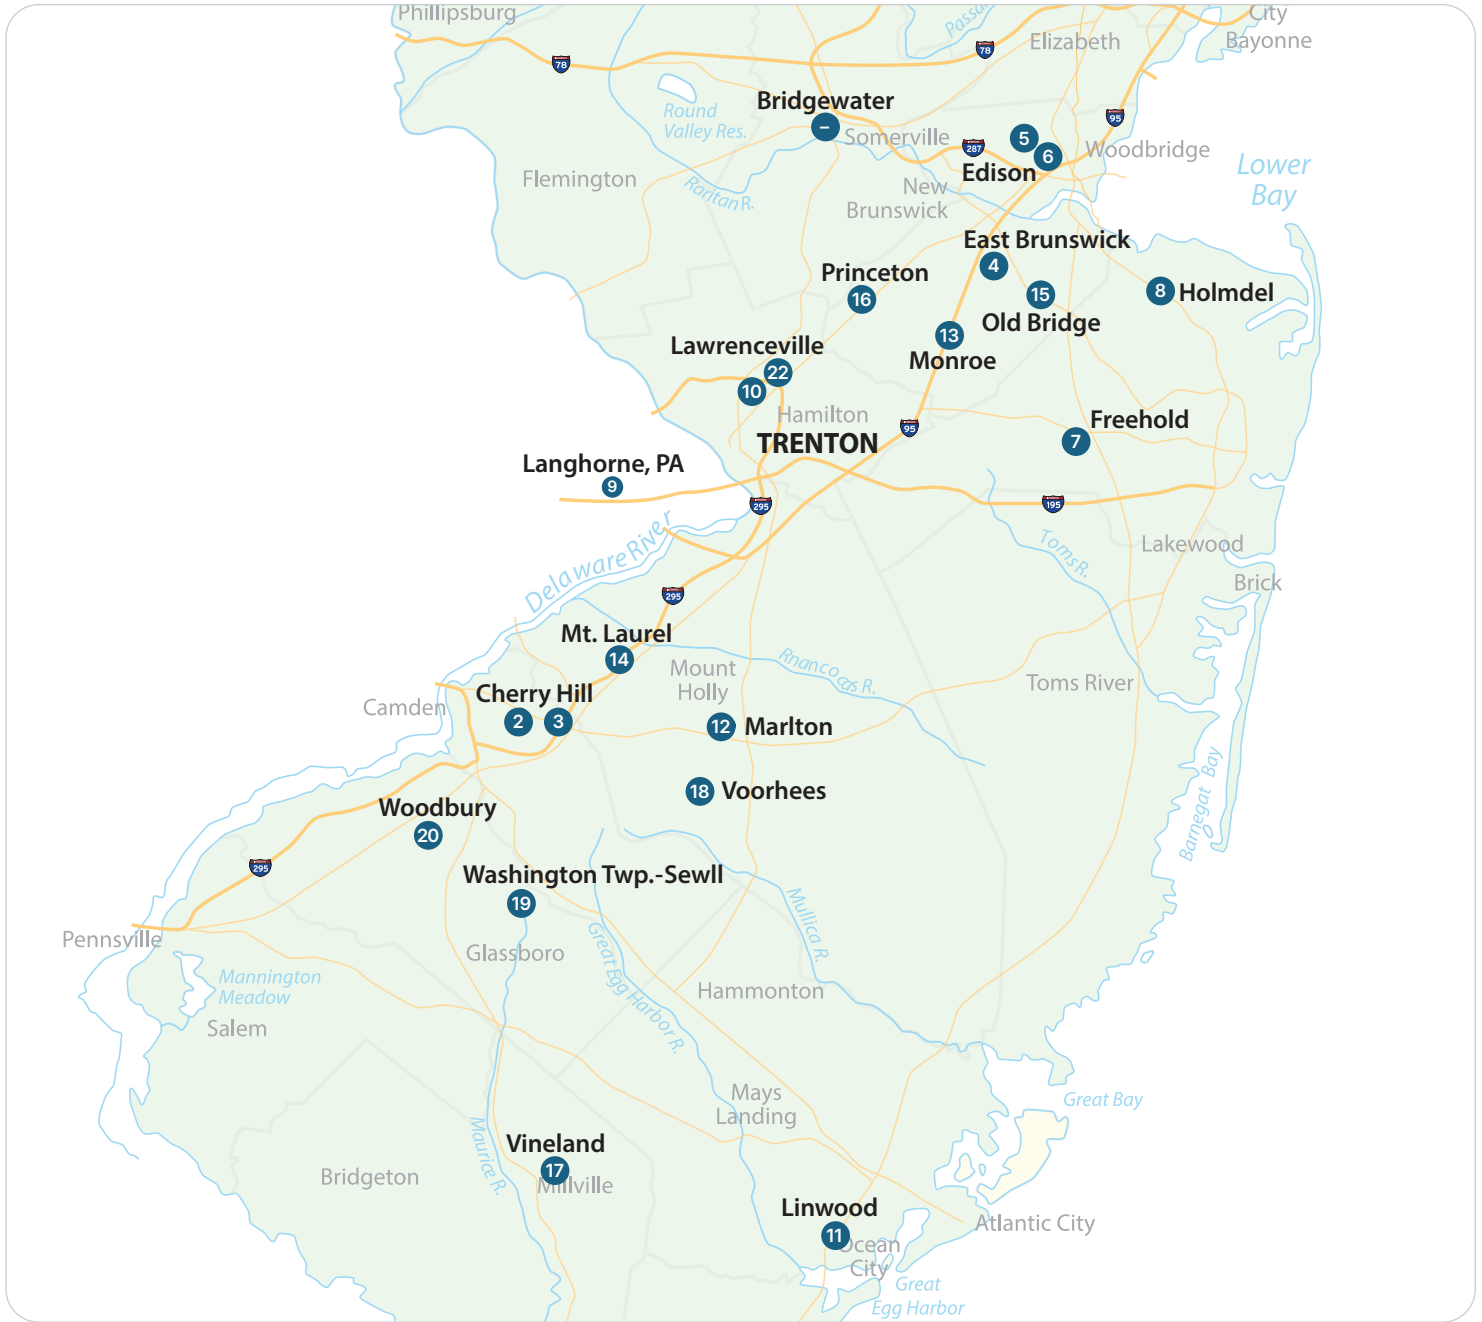 Phillipsburg
Passa
City
Bayonne
Elizabeth
78
78
Round
Valley Res.
Bridgewater
–
Somerville
287
5
6
Edison
95
Woodbridge
Lower
Bay
Flemington
Raritan R.
New
Brunswick
East Brunswick
4
Princeton
16
15
Old Bridge
8
Holmdel
13
Monroe
Lawrenceville
22
10
Hamilton
TRENTON
95
Freehold
7
Langhorne, PA
9
295
195
Delaware River
Toms R.
Lakewood
Brick
295
Mt. Laurel
14
Mount
Holly
Rnancocas R.
Toms River
Camden
Cherry Hill
2
3
12
Marlton
18
Voorhees
Barnegat Bay
Woodbury
20
295
Washington Twp.-Sewll
19
Mullica R.
Pennsville
Glassboro
Great Egg Harbor R.
Mannington
Meadow
Salem
Hammonton
Mays
Landing
Great Bay
Maurice R.
Vineland
17
Millville
Bridgeton
Linwood
11
Ocean
City
Atlantic City
Great
Egg Harbor